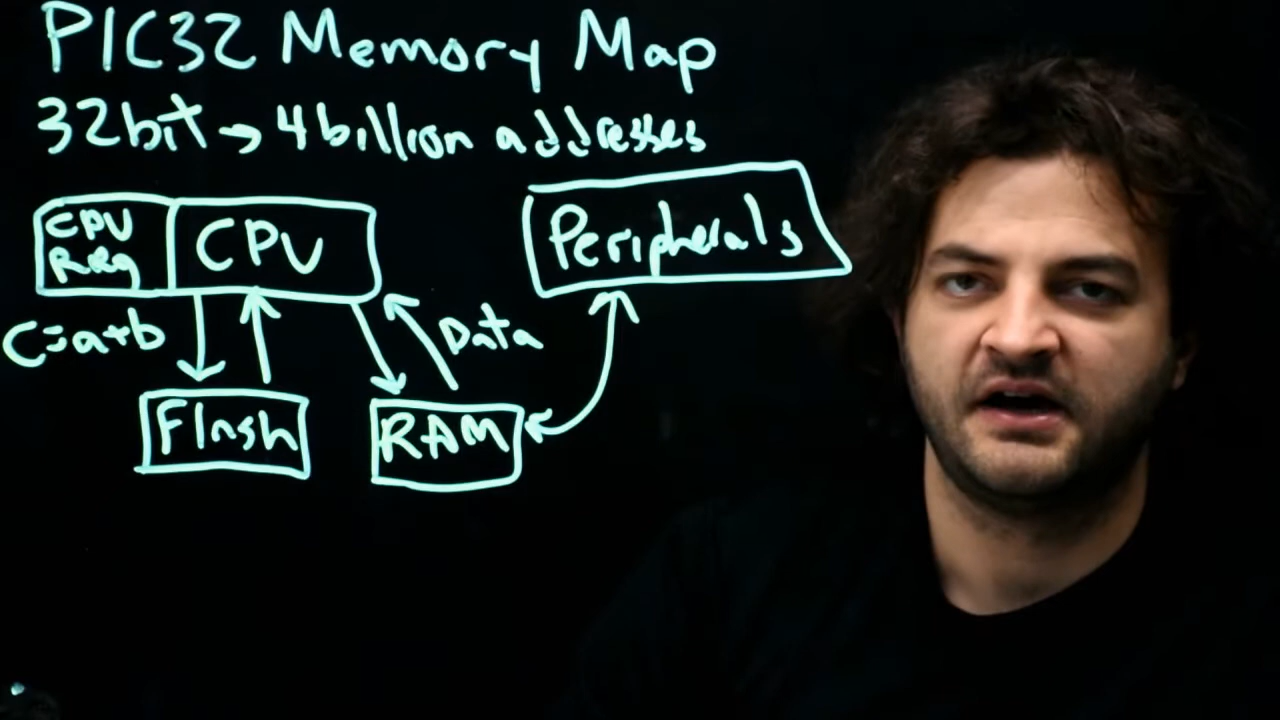 PIC32 Memory Map
32bit → 4 billion addresses
CPU Reg
CPU
Peripherals
C=a+b
Data
Flash
RAM